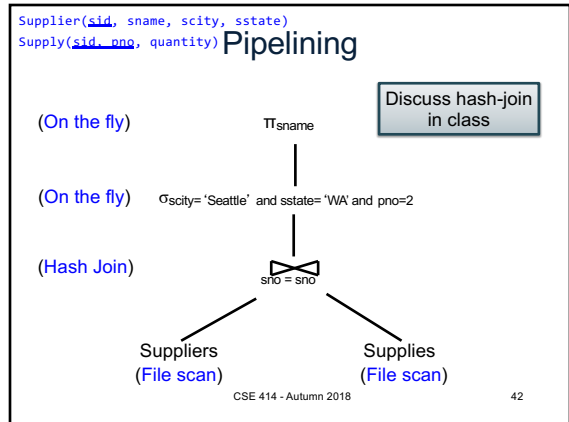 Supplier(sid, sname, scity, sstate)
Supply(sid, pno, quantity)
Pipelining
Discuss hash-join
in class
(On the fly)
πsname
(On the fly)
σscity= ‘Seattle’ and sstate= ‘WA’ and pno=2
(Hash Join)
sno = sno
Suppliers
(File scan)
Supplies
(File scan)
CSE 414 - Autumn 2018
42